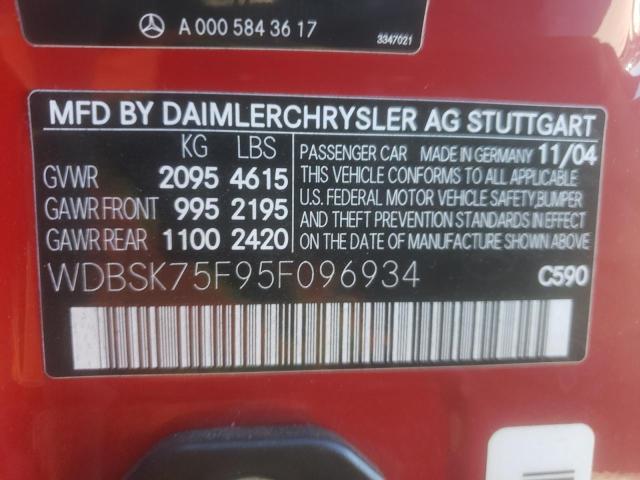 A 000 584 36 17
3347021
MFD BY DAIMLERCHRYSLER AG STUTTGART
KG LBS
GVWR 2095 4615
GAWR FRONT 995 2195
GAWR REAR 1100 2420
PASSENGER CAR MADE IN GERMANY 11/04
THIS VEHICLE CONFORMS TO ALL APPLICABLE
U.S. FEDERAL MOTOR VEHICLE SAFETY,BUMPER
AND THEFT PREVENTION STANDARDS IN EFFECT
ON THE DATE OF MANUFACTURE SHOWN ABOVE.
WDBSK75F95F096934 C590